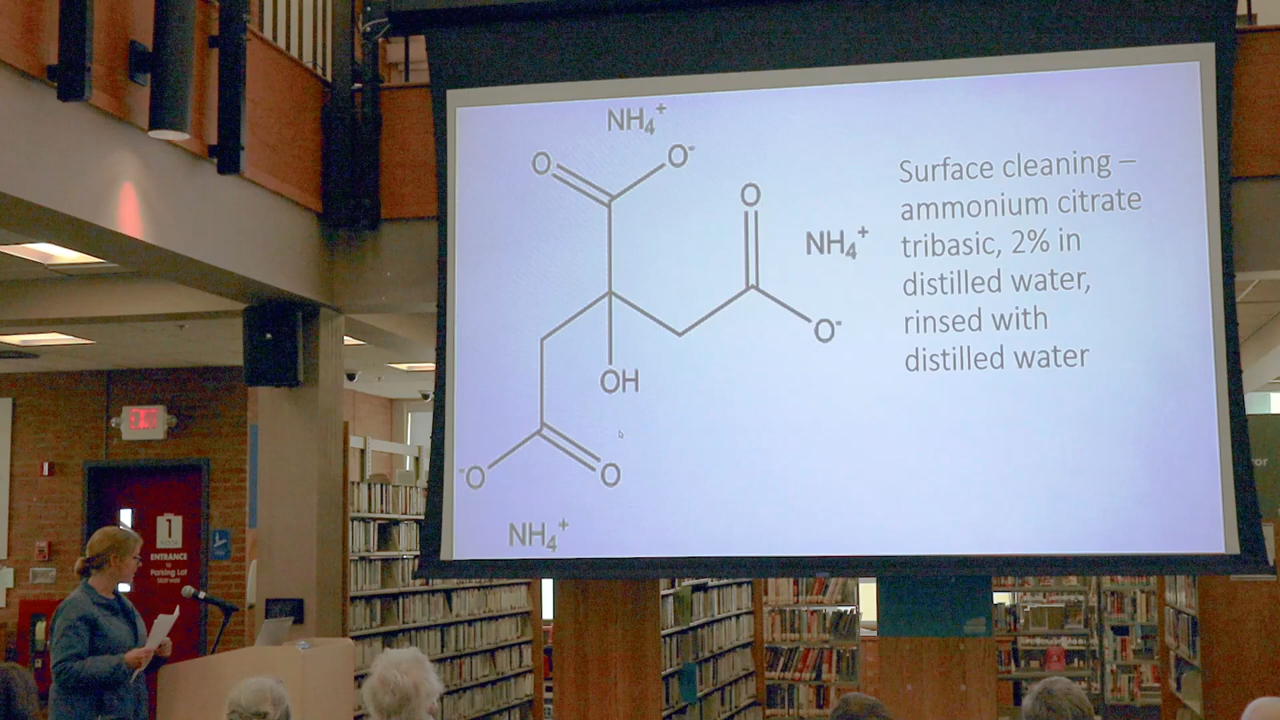 NH₄⁺
O
O⁻
O
NH₄⁺
O⁻
OH
⁻O
O
NH₄⁺
Surface cleaning –
ammonium citrate
tribasic, 2% in
distilled water,
rinsed with
distilled water
EXIT
1
ENTRANCE
to
Parking Lot